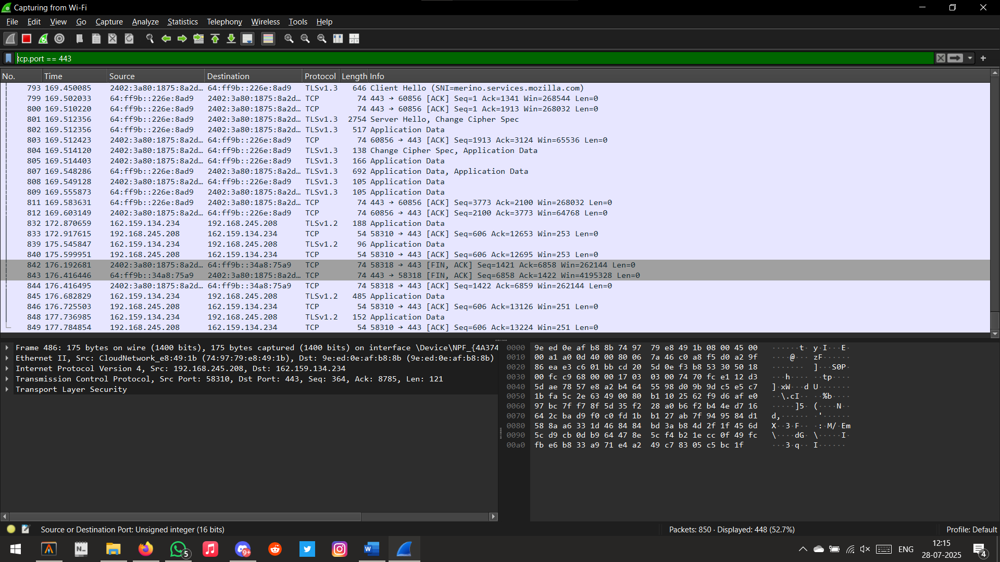 Capturing from Wi-Fi
File Edit View Go Capture Analyze Statistics Telephony Wireless Tools Help
tcp.port == 443
No. Time Source Destination Protocol Length Info
793 169.450085 2402:3a80:1875:8a2d… 64:ff9b::226e:8ad9 TLSv1.3 646 Client Hello (SNI=merino.services.mozilla.com)
799 169.502033 64:ff9b::226e:8ad9 2402:3a80:1875:8a2d… TCP 74 443 → 60856 [ACK] Seq=1 Ack=1341 Win=268544 Len=0
800 169.510220 64:ff9b::226e:8ad9 2402:3a80:1875:8a2d… TCP 74 443 → 60856 [ACK] Seq=1 Ack=1913 Win=268032 Len=0
801 169.512356 64:ff9b::226e:8ad9 2402:3a80:1875:8a2d… TLSv1.3 2754 Server Hello, Change Cipher Spec
802 169.512356 64:ff9b::226e:8ad9 2402:3a80:1875:8a2d… TLSv1.3 517 Application Data
803 169.512423 2402:3a80:1875:8a2d… 64:ff9b::226e:8ad9 TCP 74 60856 → 443 [ACK] Seq=1913 Ack=3124 Win=65536 Len=0
804 169.514120 2402:3a80:1875:8a2d… 64:ff9b::226e:8ad9 TLSv1.3 138 Change Cipher Spec, Application Data
805 169.514403 2402:3a80:1875:8a2d… 64:ff9b::226e:8ad9 TLSv1.3 166 Application Data
807 169.548286 64:ff9b::226e:8ad9 2402:3a80:1875:8a2d… TLSv1.3 692 Application Data, Application Data
808 169.549128 2402:3a80:1875:8a2d… 64:ff9b::226e:8ad9 TLSv1.3 105 Application Data
809 169.555873 64:ff9b::226e:8ad9 2402:3a80:1875:8a2d… TLSv1.3 105 Application Data
811 169.583631 64:ff9b::226e:8ad9 2402:3a80:1875:8a2d… TCP 74 443 → 60856 [ACK] Seq=3773 Ack=2100 Win=268032 Len=0
812 169.603149 2402:3a80:1875:8a2d… 64:ff9b::226e:8ad9 TCP 74 60856 → 443 [ACK] Seq=2100 Ack=3773 Win=64768 Len=0
832 172.870659 162.159.134.234 192.168.245.208 TLSv1.2 188 Application Data
833 172.917615 192.168.245.208 162.159.134.234 TCP 54 58310 → 443 [ACK] Seq=606 Ack=12653 Win=253 Len=0
839 175.545847 162.159.134.234 192.168.245.208 TLSv1.2 96 Application Data
840 175.599951 192.168.245.208 162.159.134.234 TCP 54 58310 → 443 [ACK] Seq=606 Ack=12695 Win=253 Len=0
842 176.192681 2402:3a80:1875:8a2d… 64:ff9b::34a8:75a9 TCP 74 58318 → 443 [FIN, ACK] Seq=1421 Ack=6858 Win=262144 Len=0
843 176.416446 64:ff9b::34a8:75a9 2402:3a80:1875:8a2d… TCP 74 443 → 58318 [FIN, ACK] Seq=6858 Ack=1422 Win=4195328 Len=0
844 176.416495 2402:3a80:1875:8a2d… 64:ff9b::34a8:75a9 TCP 74 58318 → 443 [ACK] Seq=1422 Ack=6859 Win=262144 Len=0
845 176.682829 162.159.134.234 192.168.245.208 TLSv1.2 485 Application Data
846 176.725503 192.168.245.208 162.159.134.234 TCP 54 58310 → 443 [ACK] Seq=606 Ack=13126 Win=251 Len=0
848 177.736985 162.159.134.234 192.168.245.208 TLSv1.2 152 Application Data
849 177.784854 192.168.245.208 162.159.134.234 TCP 54 58310 → 443 [ACK] Seq=606 Ack=13224 Win=251 Len=0
Frame 486: 175 bytes on wire (1400 bits), 175 bytes captured (1400 bits) on interface \Device\NPF_{4A374
Ethernet II, Src: CloudNetwork_e8:49:1b (74:97:79:e8:49:1b), Dst: 9e:ed:0e:af:b8:8b (9e:ed:0e:af:b8:8b)
Internet Protocol Version 4, Src: 192.168.245.208, Dst: 162.159.134.234
Transmission Control Protocol, Src Port: 58310, Dst Port: 443, Seq: 364, Ack: 8785, Len: 121
Transport Layer Security
0000 9e ed 0e af b8 8b 74 97 79 e8 49 1b 08 00 45 00 ······t· y·I···E·
0010 00 a1 a0 0d 40 00 80 06 7a 46 c0 a8 f5 d0 a2 9f ····@··· zF······
0020 86 ea e3 c6 01 bb cd 20 5d 0e f3 b8 53 30 50 18 ······· ]···S0P·
0030 00 fc c9 68 00 00 17 03 03 00 74 70 fc e1 12 d3 ···h···· ··tp····
0040 5d ae 78 57 e8 a2 b4 64 55 98 d0 9b 9d c5 e5 c7 ]·xW···d U·······
0050 1b fa 5c 2e 63 49 00 80 b1 10 25 62 f9 d6 af e0 ··\.cI·· ··%b····
0060 97 bc 7f f7 8f 5d 35 f2 28 a0 b6 f2 b4 4e d7 16 ·····]5· (····N··
0070 64 2c ba d9 f0 c0 fd 1b b1 27 ab 7f 94 95 84 d1 d,······ ·'······
0080 58 8a a6 33 1d 46 84 84 bd 3a b8 4d 2f 1f 45 6d X··3·F·· ·:·M/·Em
0090 5c d9 cb 0d b9 64 47 8e 5c f4 b2 1e cc 0f 49 fc \····dG· \·····I·
00a0 fb e6 b8 33 a9 71 e4 a2 49 c7 83 05 c5 bc 1f ···3·q·· I······
Source or Destination Port: Unsigned integer (16 bits)
Packets: 850 · Displayed: 448 (52.7%)
Profile: Default
N..
5
9+
W
ENG
12:15
28-07-2025
4